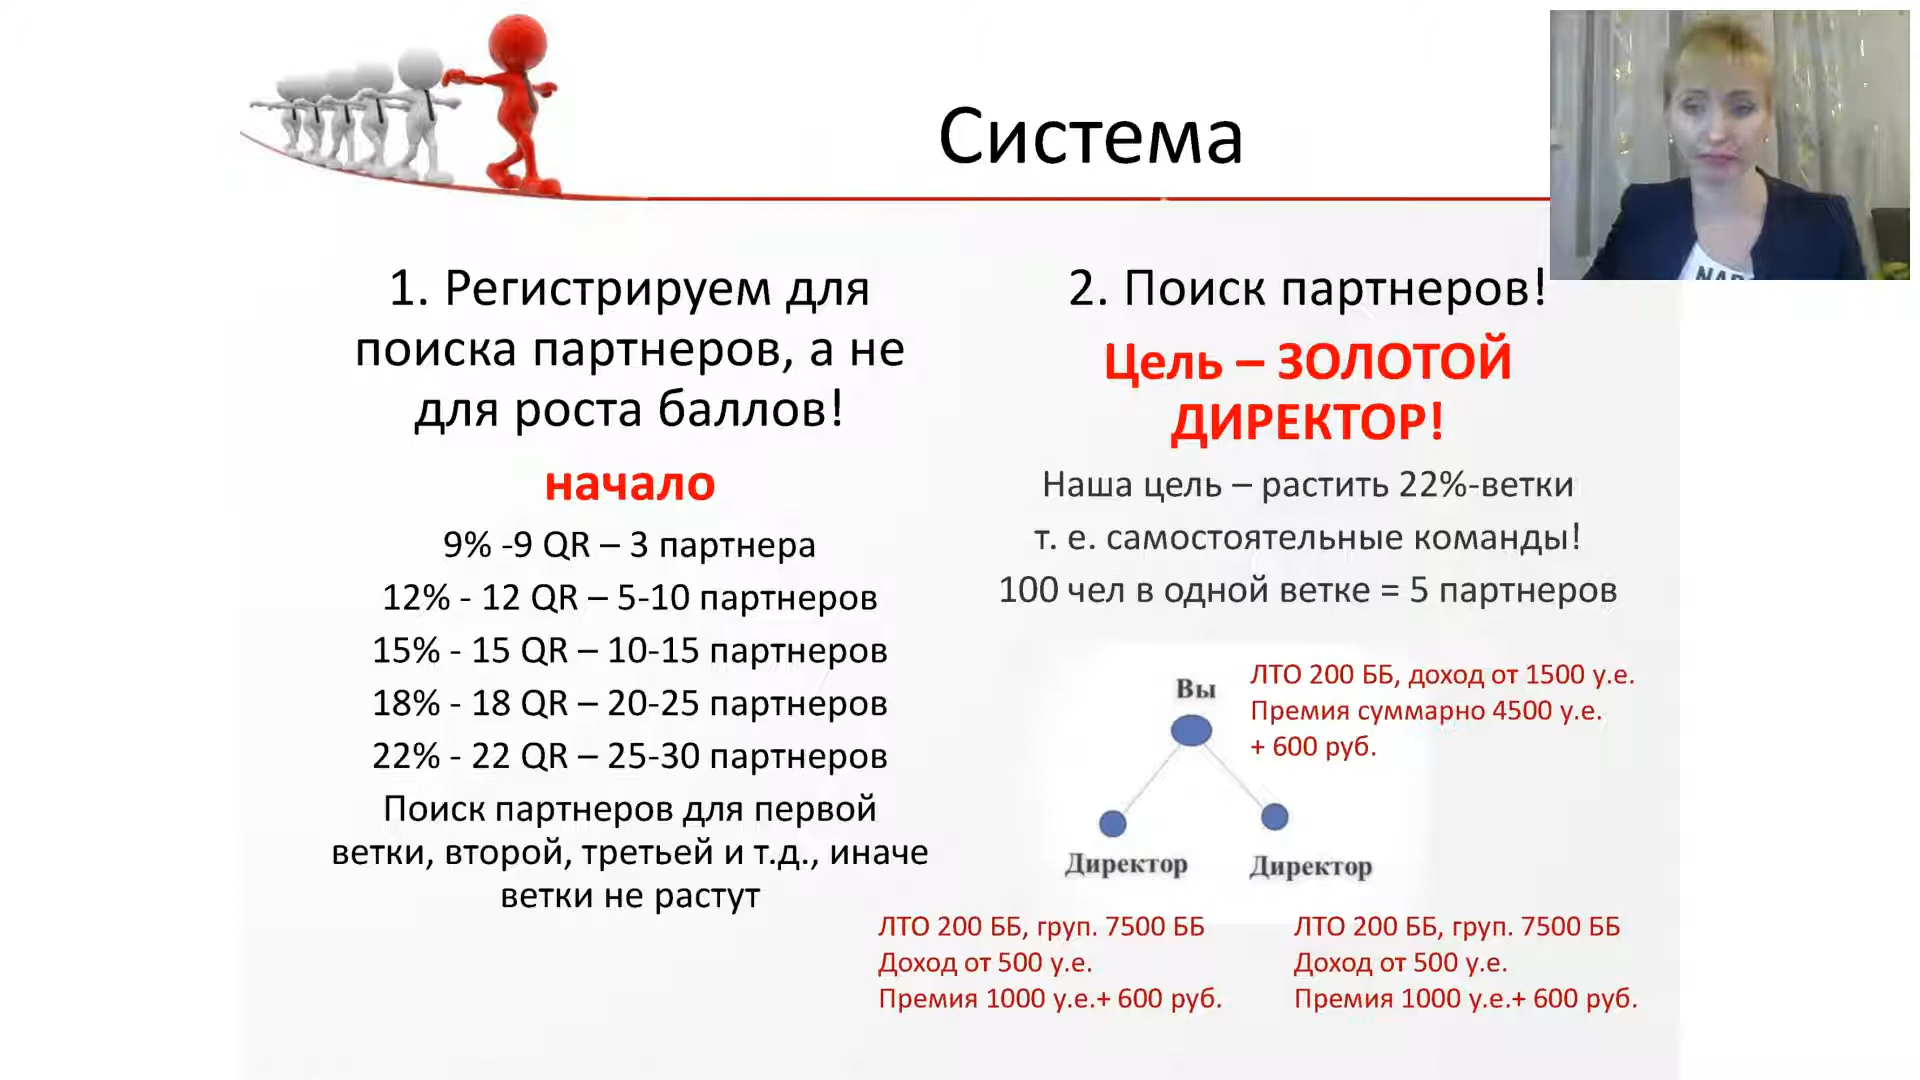 Система
1. Регистрируем для
поиска партнеров, а не
для роста баллов!
начало
9% -9 QR – 3 партнера
12% - 12 QR – 5-10 партнеров
15% - 15 QR – 10-15 партнеров
18% - 18 QR – 20-25 партнеров
22% - 22 QR – 25-30 партнеров
Поиск партнеров для первой
ветки, второй, третьей и т.д., иначе
ветки не растут
2. Поиск партнеров!
Цель – ЗОЛОТОЙ
ДИРЕКТОР!
Наша цель – растить 22%-ветки
т. е. самостоятельные команды!
100 чел в одной ветке = 5 партнеров
Вы
ЛТО 200 ББ, доход от 1500 у.е.
Премия суммарно 4500 у.е.
+ 600 руб.
Директор
Директор
ЛТО 200 ББ, груп. 7500 ББ
Доход от 500 у.е.
Премия 1000 у.е.+ 600 руб.
ЛТО 200 ББ, груп. 7500 ББ
Доход от 500 у.е.
Премия 1000 у.е.+ 600 руб.